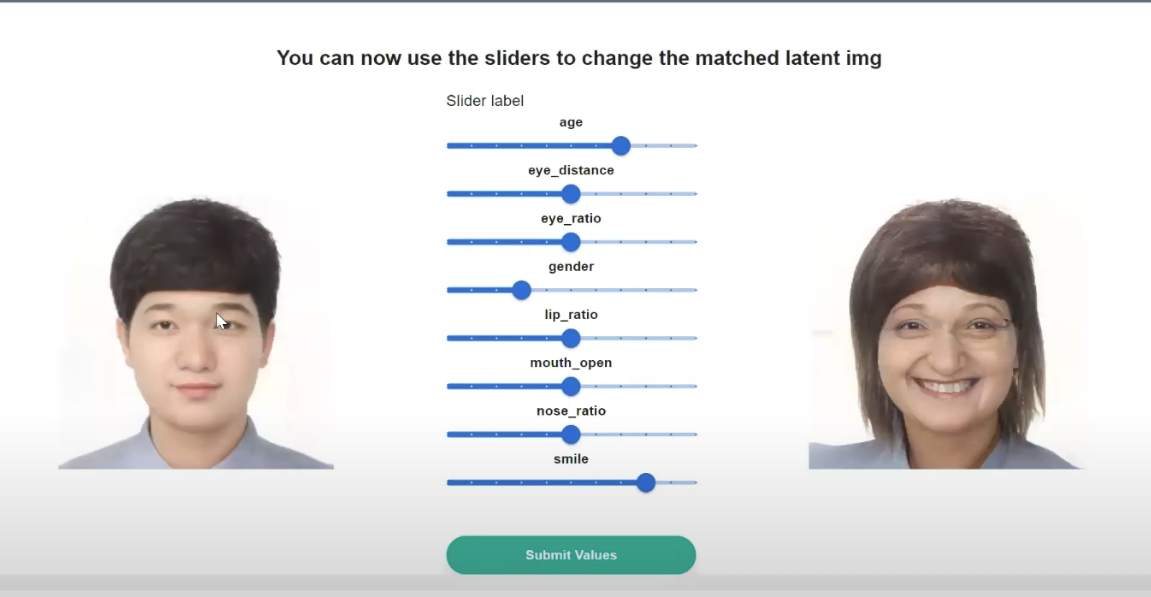 You can now use the sliders to change the matched latent img
Slider label
age
eye_distance
eye_ratio
gender
lip_ratio
mouth_open
nose_ratio
smile
Submit Values